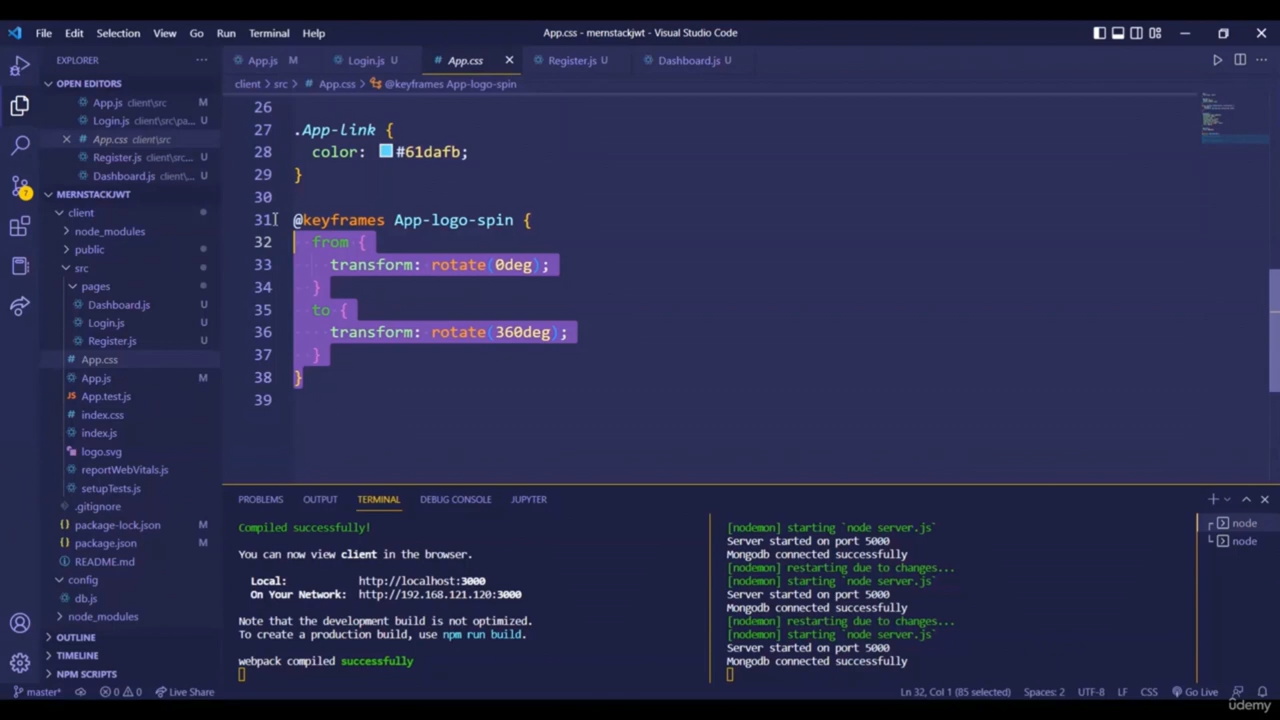 File Edit Selection View Go Run Terminal Help
App.css - mernstackjwt - Visual Studio Code
EXPLORER
OPEN EDITORS
App.js client\src M
Login.js client\src\pa... U
App.css client\src
Register.js client\src... U
Dashboard.js client\... U
MERNSTACKJWT
client
node_modules
public
src
pages
Dashboard.js U
Login.js U
Register.js U
App.css
App.js M
App.test.js
index.css
index.js
logo.svg
reportWebVitals.js
setupTests.js
.gitignore
package-lock.json M
package.json M
README.md
config
db.js
node_modules
OUTLINE
TIMELINE
NPM SCRIPTS
App.js M
Login.js U
App.css
Register.js U
Dashboard.js U
client > src > App.css > @keyframes App-logo-spin
26
27 .App-link {
28 color: #61dafb;
29 }
30
31 @keyframes App-logo-spin {
32 from {
33 transform: rotate(0deg);
34 }
35 to {
36 transform: rotate(360deg);
37 }
38 }
39
PROBLEMS OUTPUT TERMINAL DEBUG CONSOLE JUPYTER
Compiled successfully!
You can now view client in the browser.
Local: http://localhost:3000
On Your Network: http://192.168.121.120:3000
Note that the development build is not optimized.
To create a production build, use npm run build.
webpack compiled successfully
[nodemon] starting `node server.js`
Server started on port 5000
Mongodb connected successfully
[nodemon] restarting due to changes...
[nodemon] starting `node server.js`
Server started on port 5000
Mongodb connected successfully
[nodemon] restarting due to changes...
[nodemon] starting `node server.js`
Server started on port 5000
Mongodb connected successfully
node
node
7
master* 0 0 Live Share
Ln 32, Col 1 (85 selected) Spaces: 2 UTF-8 LF CSS Go Live
udemy